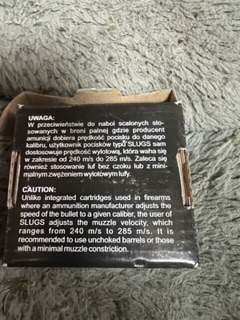 UWAGA:
W przeciwieństwie do naboi scalonych sto-
sowanych w broni palnej gdzie producent
amunicji dobiera prędkość pocisku do danego
kalibru, użytkownik pocisków typu SLUGS sam
dostosowuje prędkość wylotową, która waha się
w zakresie od 240 m/s do 285 m/s. Zaleca się
również stosowanie luf bez czoku lub z mi-
nimalnym zwężeniem wylotowym lufy.
CAUTION:
Unlike integrated cartridges used in firearms
where an ammunition manufacturer adjusts the
speed of the bullet to a given caliber, the user of
SLUGS adjusts the muzzle velocity, which
ranges from 240 m/s to 285 m/s. It is
recommended to use unchoked barrels or those
with a minimal muzzle constriction.